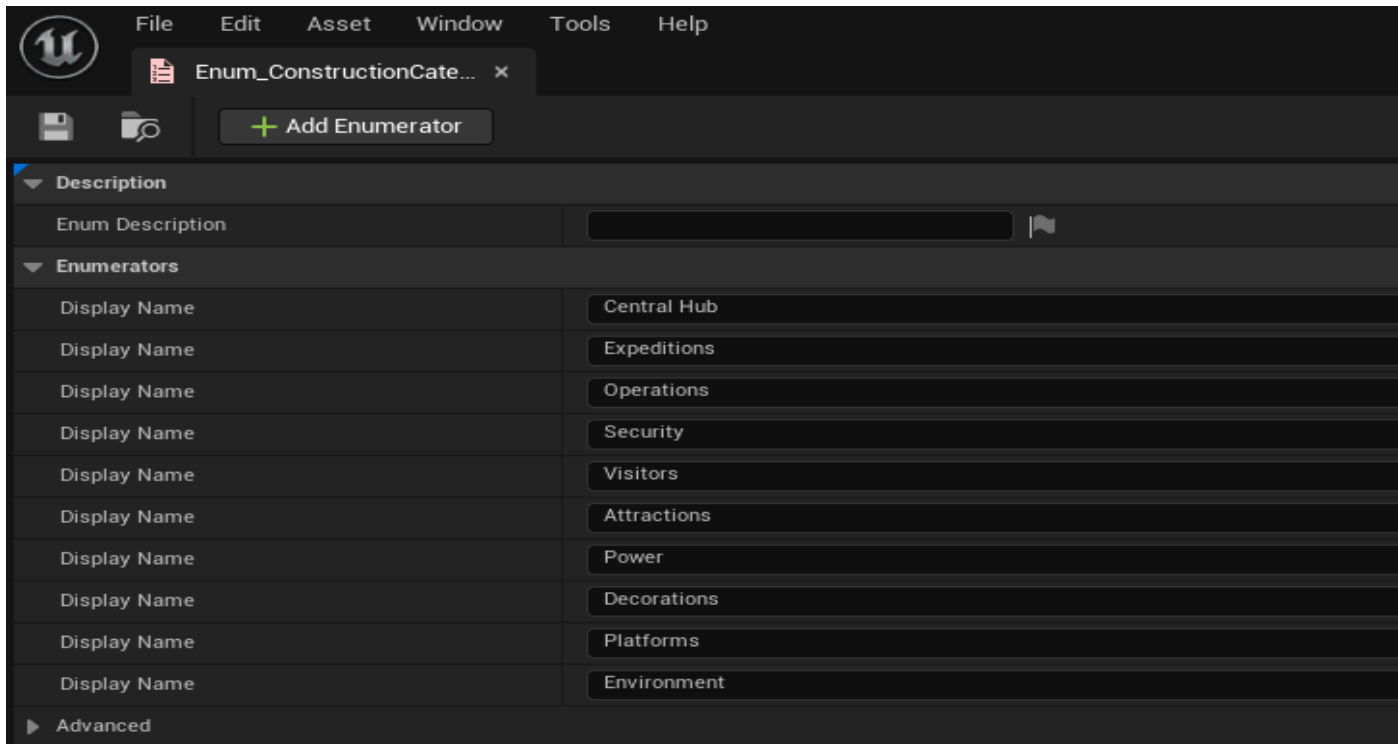 File Edit Asset Window Tools Help
Enum_ConstructionCate... ×
Add Enumerator
Description
Enum Description
Enumerators
Display Name Central Hub
Display Name Expeditions
Display Name Operations
Display Name Security
Display Name Visitors
Display Name Attractions
Display Name Power
Display Name Decorations
Display Name Platforms
Display Name Environment
Advanced